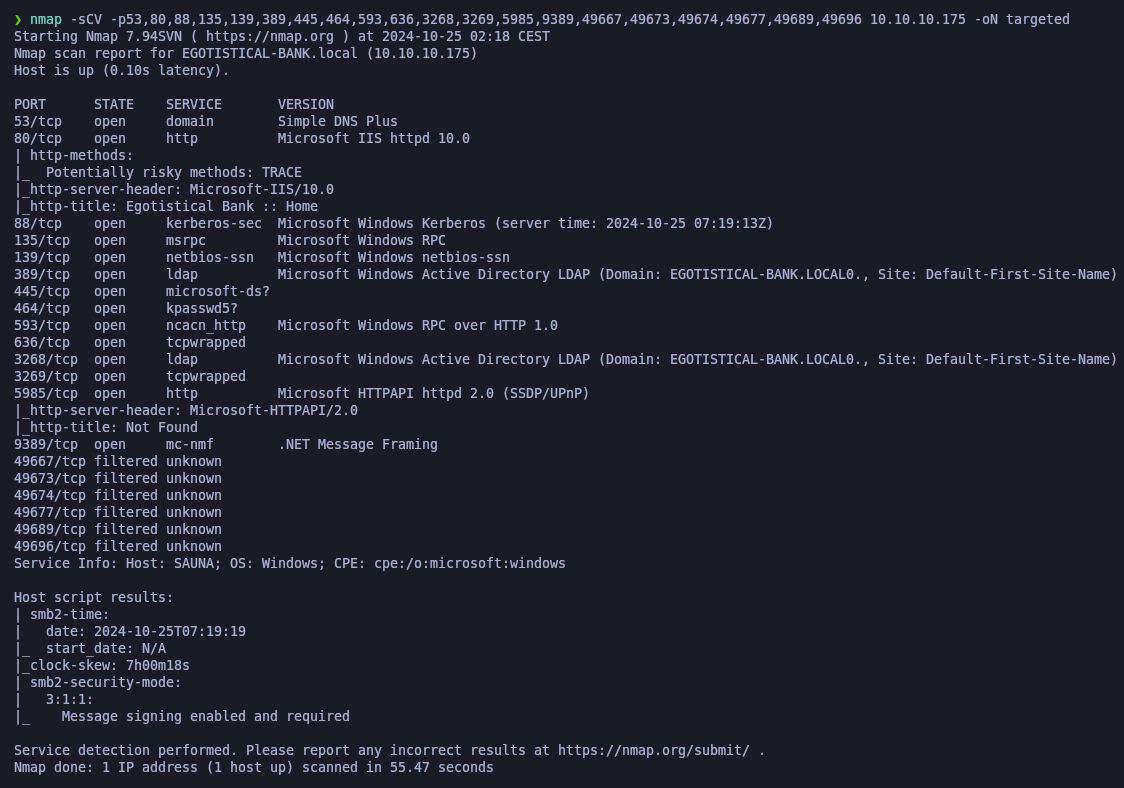 ❯ nmap -sCV -p53,80,88,135,139,389,445,464,593,636,3268,3269,5985,9389,49667,49673,49674,49677,49689,49696 10.10.10.175 -oN targeted
Starting Nmap 7.94SVN ( https://nmap.org ) at 2024-10-25 02:18 CEST
Nmap scan report for EGOTISTICAL-BANK.local (10.10.10.175)
Host is up (0.10s latency).

PORT      STATE    SERVICE       VERSION
53/tcp    open     domain        Simple DNS Plus
80/tcp    open     http          Microsoft IIS httpd 10.0
| http-methods:
|_  Potentially risky methods: TRACE
|_http-server-header: Microsoft-IIS/10.0
|_http-title: Egotistical Bank :: Home
88/tcp    open     kerberos-sec  Microsoft Windows Kerberos (server time: 2024-10-25 07:19:13Z)
135/tcp   open     msrpc         Microsoft Windows RPC
139/tcp   open     netbios-ssn   Microsoft Windows netbios-ssn
389/tcp   open     ldap          Microsoft Windows Active Directory LDAP (Domain: EGOTISTICAL-BANK.LOCAL0., Site: Default-First-Site-Name)
445/tcp   open     microsoft-ds?
464/tcp   open     kpasswd5?
593/tcp   open     ncacn_http    Microsoft Windows RPC over HTTP 1.0
636/tcp   open     tcpwrapped
3268/tcp  open     ldap          Microsoft Windows Active Directory LDAP (Domain: EGOTISTICAL-BANK.LOCAL0., Site: Default-First-Site-Name)
3269/tcp  open     tcpwrapped
5985/tcp  open     http          Microsoft HTTPAPI httpd 2.0 (SSDP/UPnP)
|_http-server-header: Microsoft-HTTPAPI/2.0
|_http-title: Not Found
9389/tcp  open     mc-nmf        .NET Message Framing
49667/tcp filtered unknown
49673/tcp filtered unknown
49674/tcp filtered unknown
49677/tcp filtered unknown
49689/tcp filtered unknown
49696/tcp filtered unknown
Service Info: Host: SAUNA; OS: Windows; CPE: cpe:/o:microsoft:windows

Host script results:
| smb2-time:
|   date: 2024-10-25T07:19:19
|_  start_date: N/A
|_clock-skew: 7h00m18s
| smb2-security-mode:
|   3:1:1:
|_    Message signing enabled and required

Service detection performed. Please report any incorrect results at https://nmap.org/submit/ .
Nmap done: 1 IP address (1 host up) scanned in 55.47 seconds